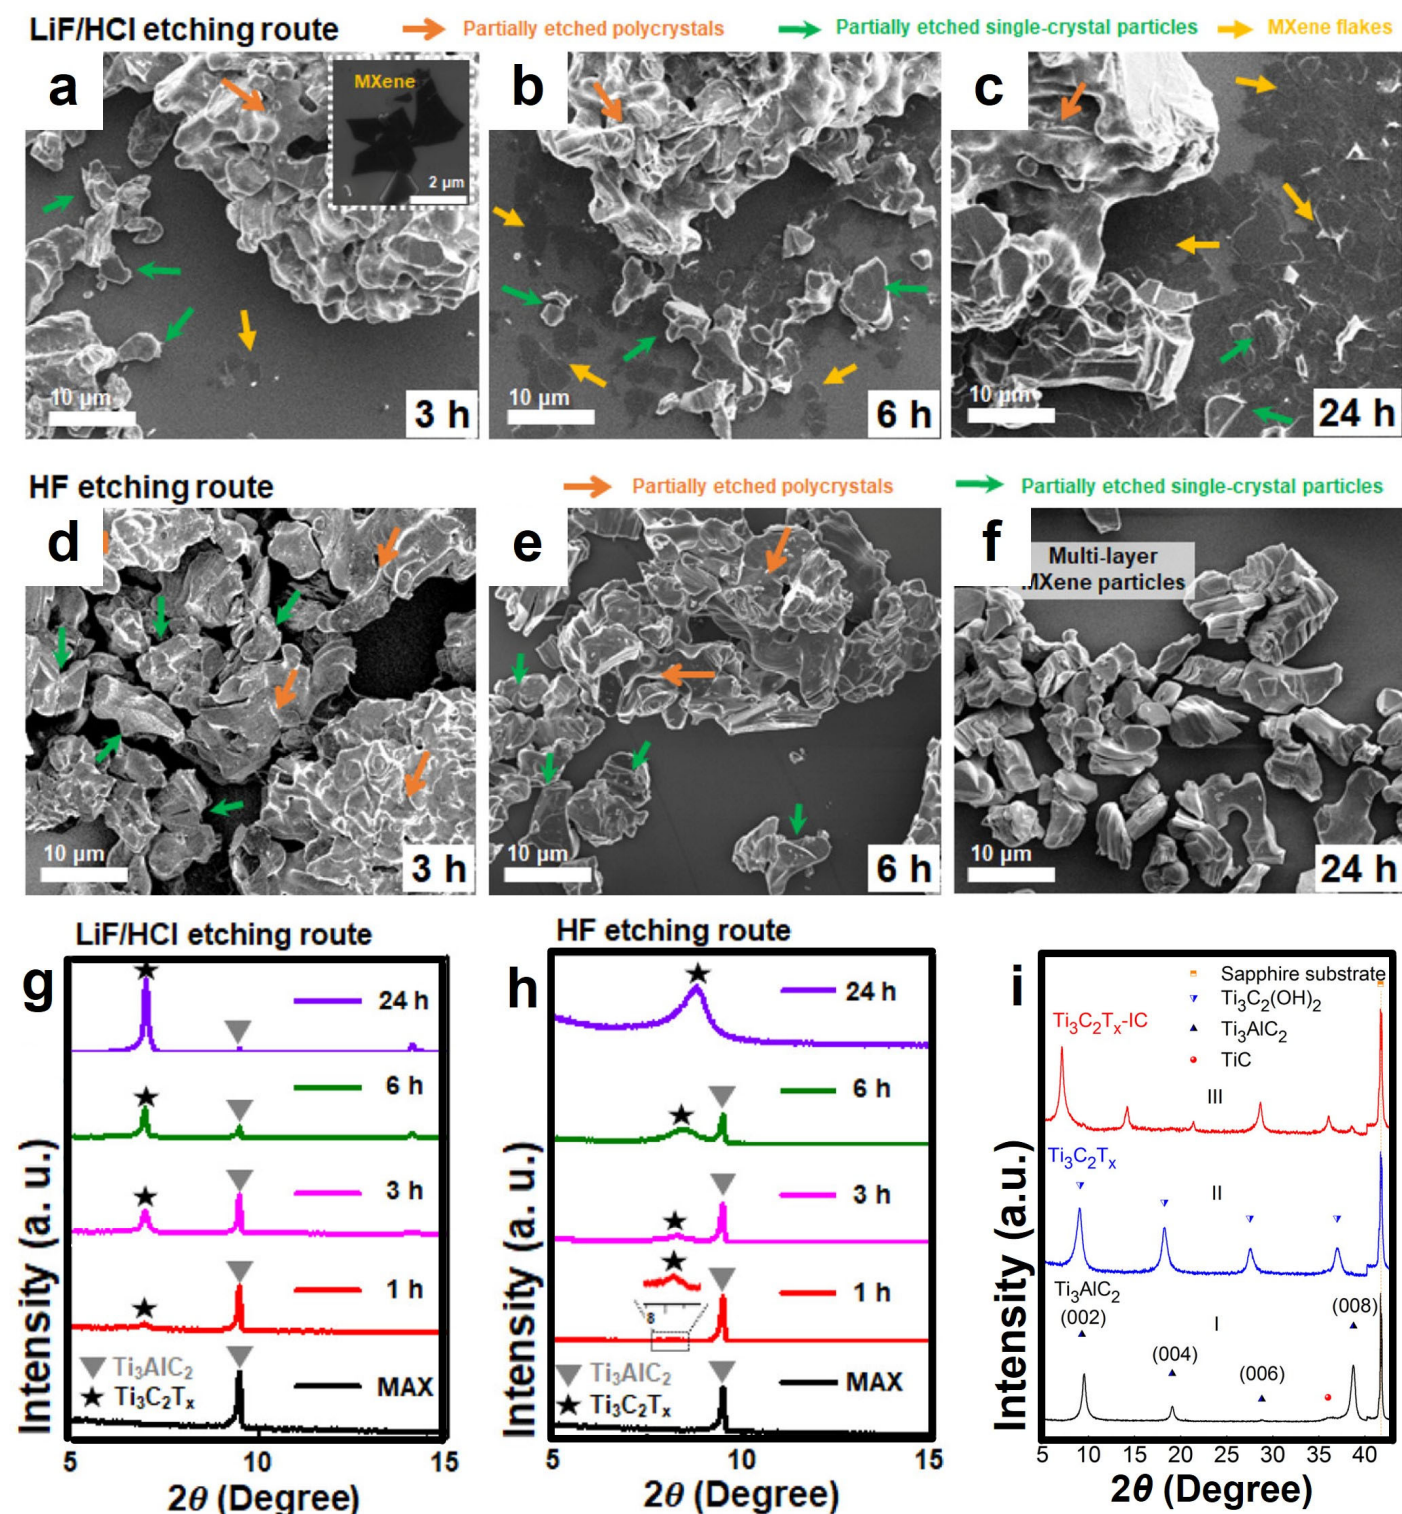 LiF/HCl etching route
Partially etched polycrystals
Partially etched single-crystal particles
MXene flakes
a
MXene
2 μm
10 μm
3 h
b
10 μm
6 h
c
10 μm
24 h
HF etching route
Partially etched polycrystals
Partially etched single-crystal particles
d
10 μm
3 h
e
10 μm
6 h
f
Multi-layer
MXene particles
10 μm
24 h
LiF/HCl etching route
g
24 h
6 h
3 h
1 h
Ti₃AlC₂
Ti₃C₂Tₓ
MAX
5 10 15
2θ (Degree)
Intensity (a. u.)
HF etching route
h
24 h
6 h
3 h
1 h
8
Ti₃AlC₂
Ti₃C₂Tₓ
MAX
5 10 15
2θ (Degree)
Intensity (a. u.)
i
Sapphire substrate
Ti₃C₂(OH)₂
Ti₃AlC₂
TiC
Ti₃C₂Tₓ-IC
III
Ti₃C₂Tₓ
II
Ti₃AlC₂
(002)
(004)
(006)
(008)
I
5 10 15 20 25 30 35 40
2θ (Degree)
Intensity (a.u.)